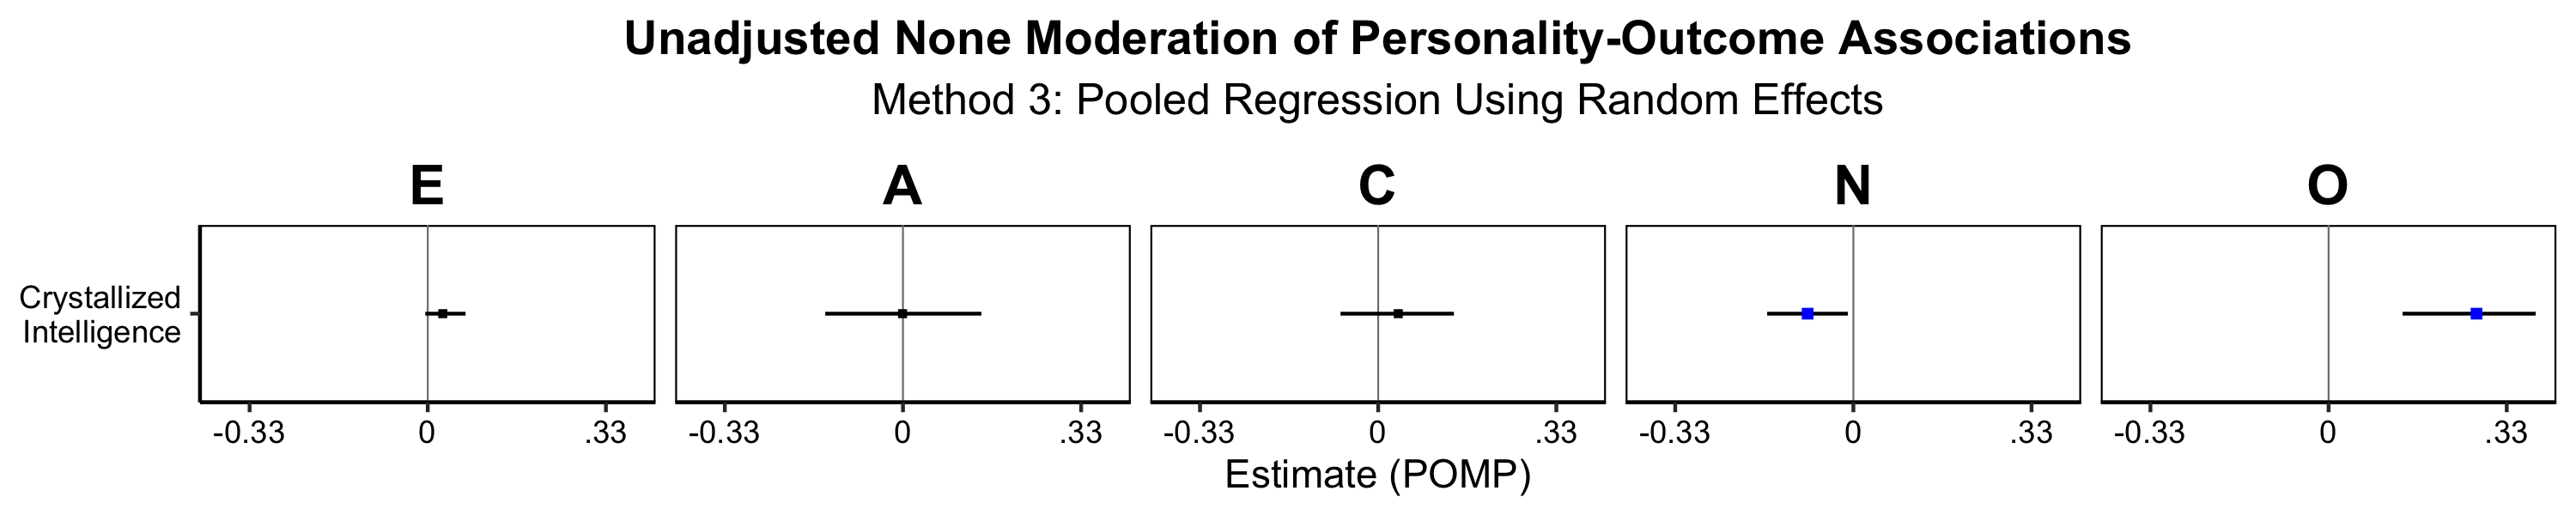 Unadjusted None Moderation of Personality-Outcome Associations
Method 3: Pooled Regression Using Random Effects
E A C N O
Crystallized
Intelligence
-0.33 0 .33 -0.33 0 .33 -0.33 0 .33 -0.33 0 .33 -0.33 0 .33
Estimate (POMP)